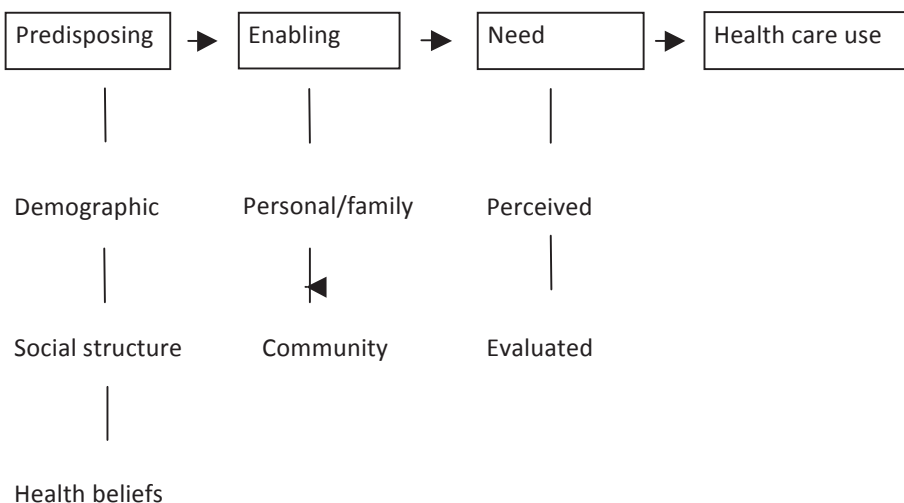 Predisposing
Enabling
Need
Health care use
Demographic
Personal/family
Perceived
Social structure
Community
Evaluated
Health beliefs